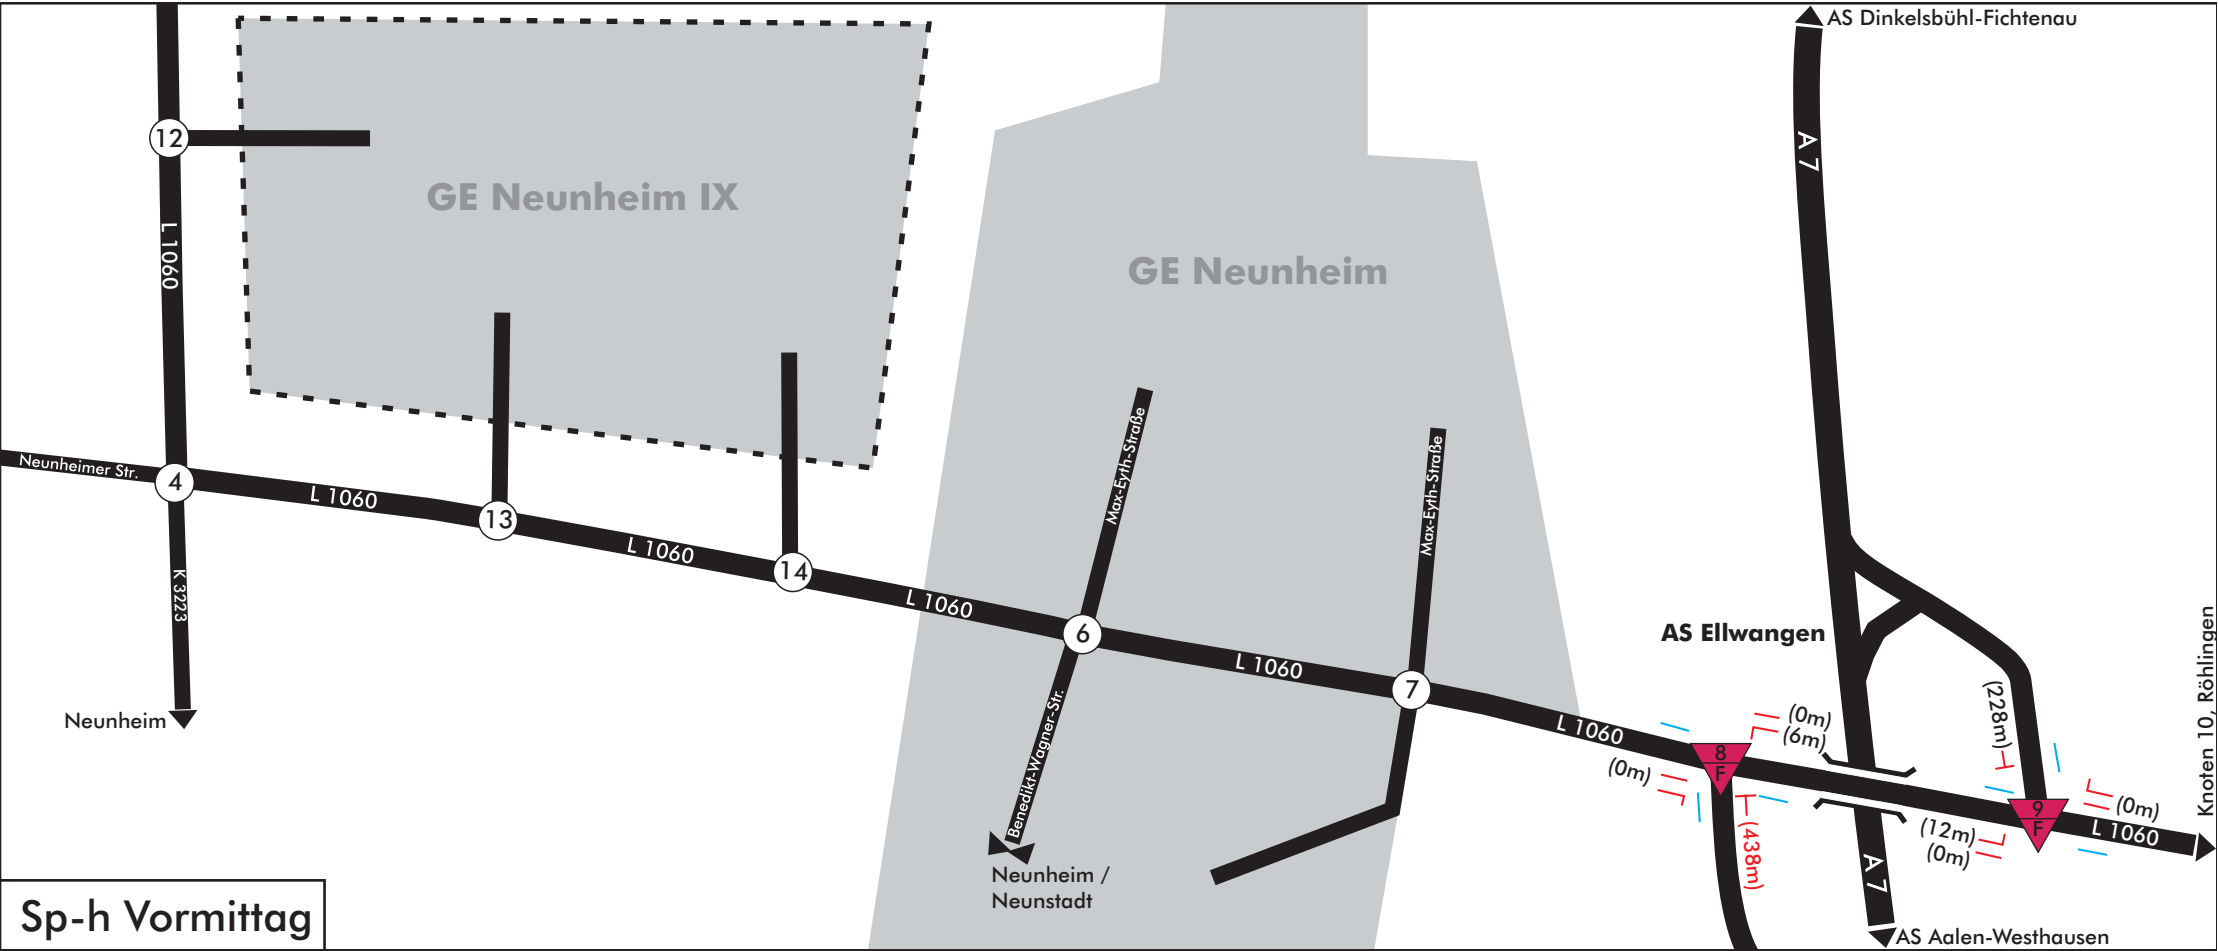 AS Dinkelsbühl-Fichtenau
12
A 7
GE Neunheim IX
L 1060
GE Neunheim
Max-Eyth-Straße
Max-Eyth-Straße
Neunheimer Str.
4
L 1060
13
L 1060
14
L 1060
K 3223
6
L 1060
7
AS Ellwangen
Knoten 10, Röhlingen
Neunheim
Benedikt-Wagner-Str.
L 1060
(0m)
(6m)
(228m)
8
F
(0m)
(438m)
9
F
(0m)
(12m)
(0m)
L 1060
A 7
Neunheim /
Neunstadt
Sp-h Vormittag
AS Aalen-Westhausen